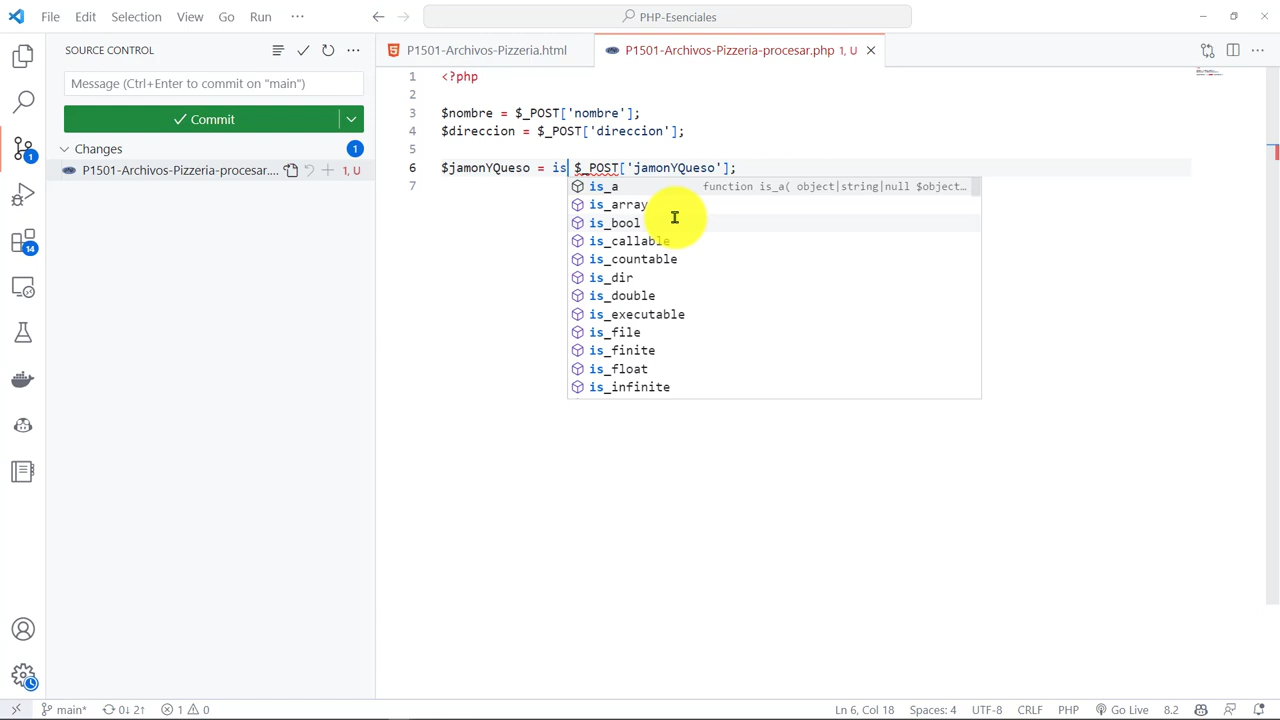 File Edit Selection View Go Run ··· PHP-Esenciales
SOURCE CONTROL
P1501-Archivos-Pizzeria.html
P1501-Archivos-Pizzeria-procesar.php 1, U
Message (Ctrl+Enter to commit on "main")
Commit
Changes 1
P1501-Archivos-Pizzeria-procesar.... 1, U
1
14
1 <?php
2
3 $nombre = $_POST['nombre'];
4 $direccion = $_POST['direccion'];
5
6 $jamonYQueso = is $_POST['jamonYQueso'];
7
is_a function is_a( object|string|null $object…
is_array
is_bool
is_callable
is_countable
is_dir
is_double
is_executable
is_file
is_finite
is_float
is_infinite
main* 0↓ 2↑ 1 0 Ln 6, Col 18 Spaces: 4 UTF-8 CRLF PHP Go Live 8.2